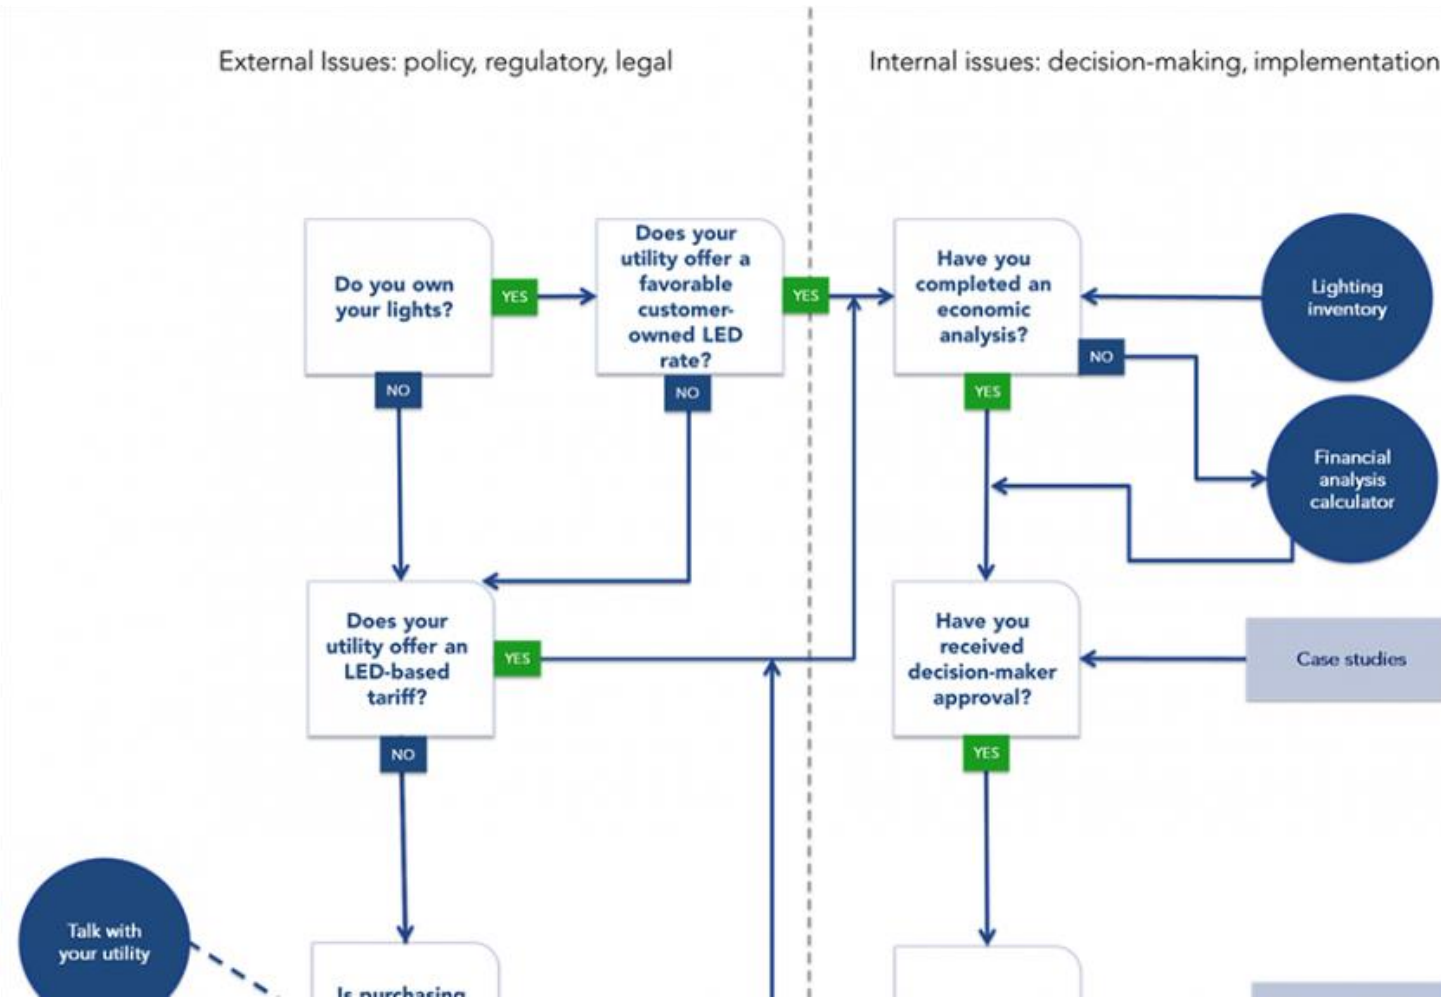 External Issues: policy, regulatory, legal
Internal issues: decision-making, implementation
Do you own
your lights?
YES
NO
Does your
utility offer a
favorable
customer-
owned LED
rate?
YES
NO
Have you
completed an
economic
analysis?
NO
YES
Lighting
inventory
Financial
analysis
calculator
Does your
utility offer an
LED-based
tariff?
YES
NO
Have you
received
decision-maker
approval?
YES
Case studies
Talk with
your utility
Is purchasing